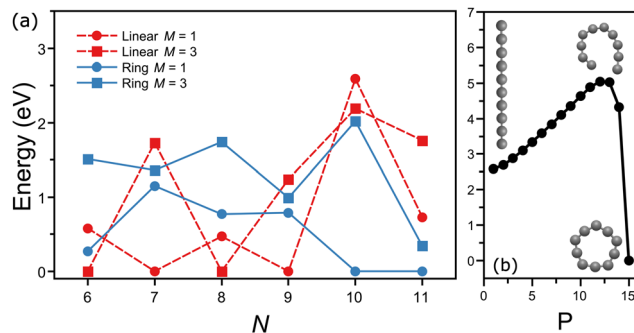 (a)
3
2
1
0
Energy (eV)
Linear M = 1
Linear M = 3
Ring M = 1
Ring M = 3
6 7 8 9 10 11
N
7
6
5
4
3
2
1
0
(b)
0 5 10 15
P